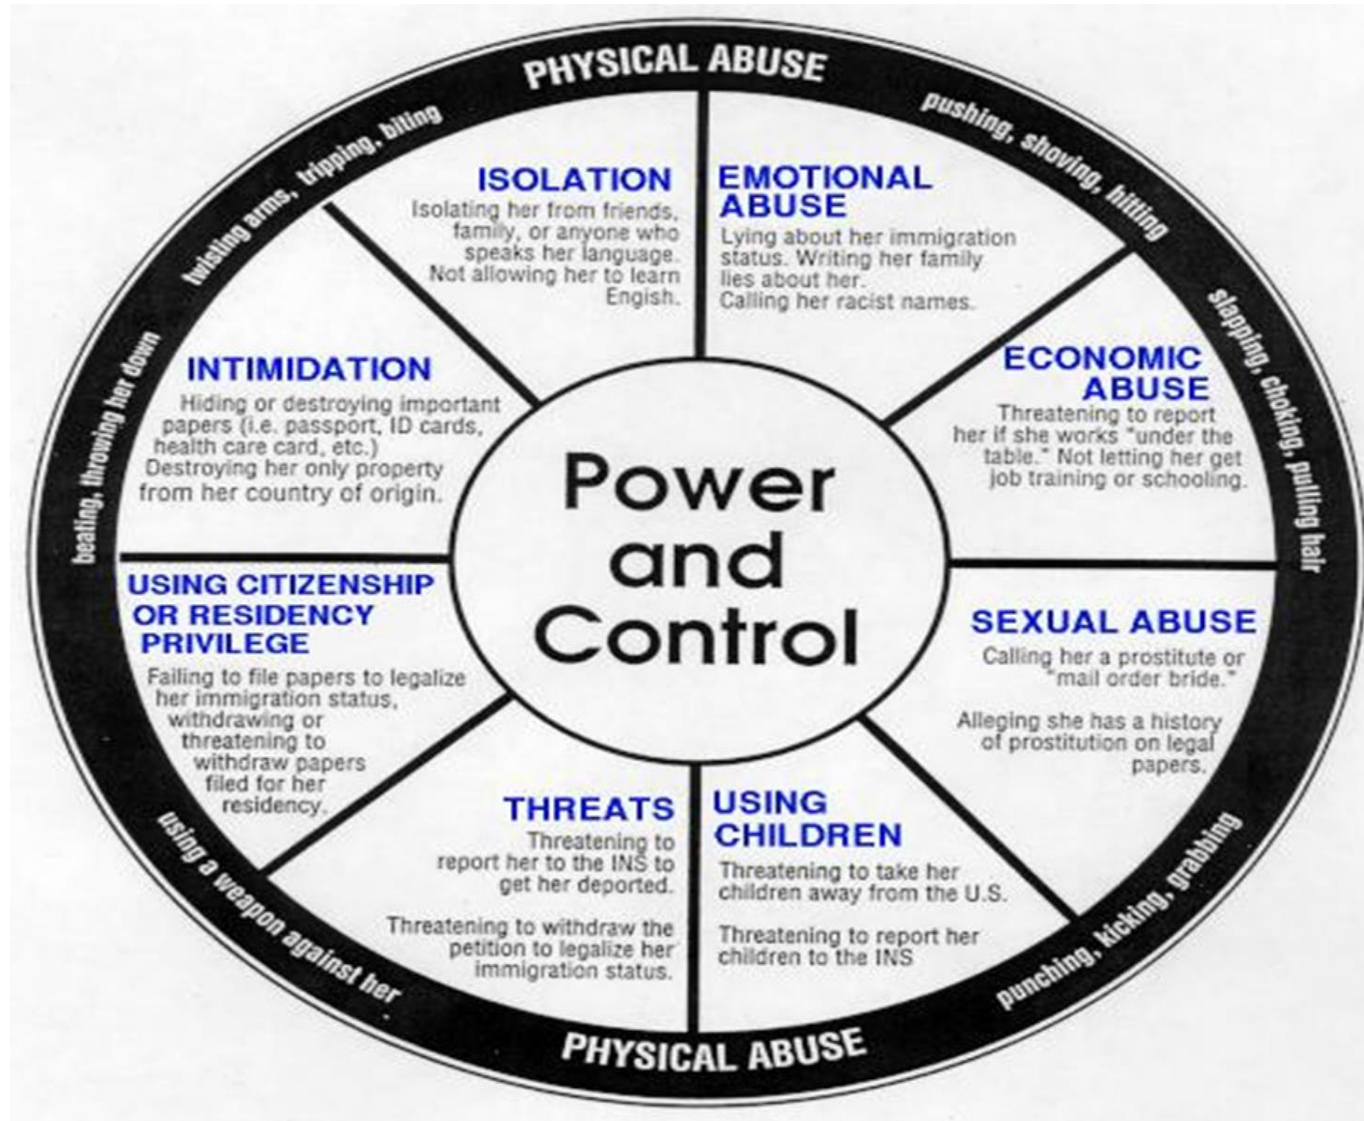 PHYSICAL ABUSE
pushing, shoving, hitting
slapping, choking, pulling hair
punching, kicking, grabbing
PHYSICAL ABUSE
using a weapon against her
beating, throwing her down
twisting arms, tripping, biting
ISOLATION
Isolating her from friends,
family, or anyone who
speaks her language.
Not allowing her to learn
Engish.
EMOTIONAL
ABUSE
Lying about her immigration
status. Writing her family
lies about her.
Calling her racist names.
ECONOMIC
ABUSE
Threatening to report
her if she works "under the
table." Not letting her get
job training or schooling.
SEXUAL ABUSE
Calling her a prostitute or
"mail order bride."
Alleging she has a history
of prostitution on legal
papers.
USING
CHILDREN
Threatening to take her
children away from the U.S.
Threatening to report her
children to the INS
THREATS
Threatening to
report her to the INS to
get her deported.
Threatening to withdraw the
petition to legalize her
immigration status.
USING CITIZENSHIP
OR RESIDENCY
PRIVILEGE
Failing to file papers to legalize
her immigration status,
withdrawing or
threatening to
withdraw papers
filed for her
residency.
INTIMIDATION
Hiding or destroying important
papers (i.e. passport, ID cards,
health care card, etc.)
Destroying her only property
from her country of origin.
Power
and
Control